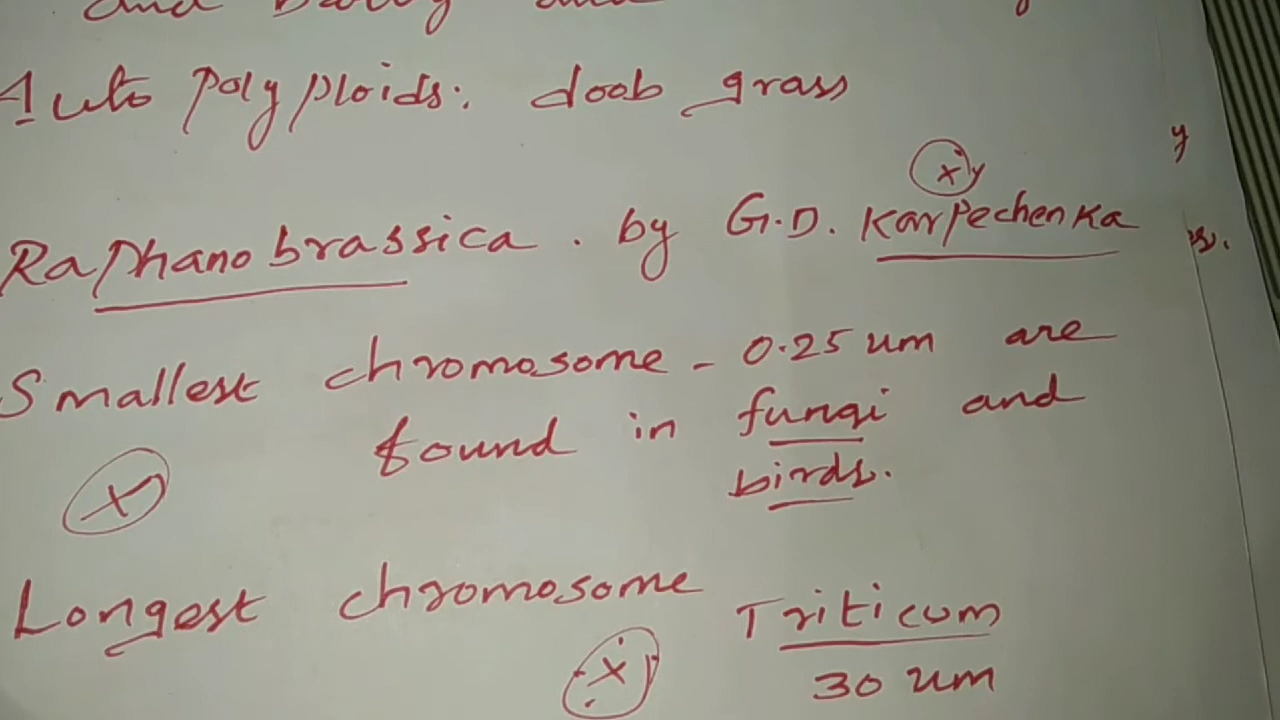 and
Auto polyploids: doob grass
y
x y
Raphanobrassica. by G.D. Karpechenka
Smallest chromosome - 0.25 um are
found in fungi and
birds.
X
Longest chromosome Triticum
X
30 um